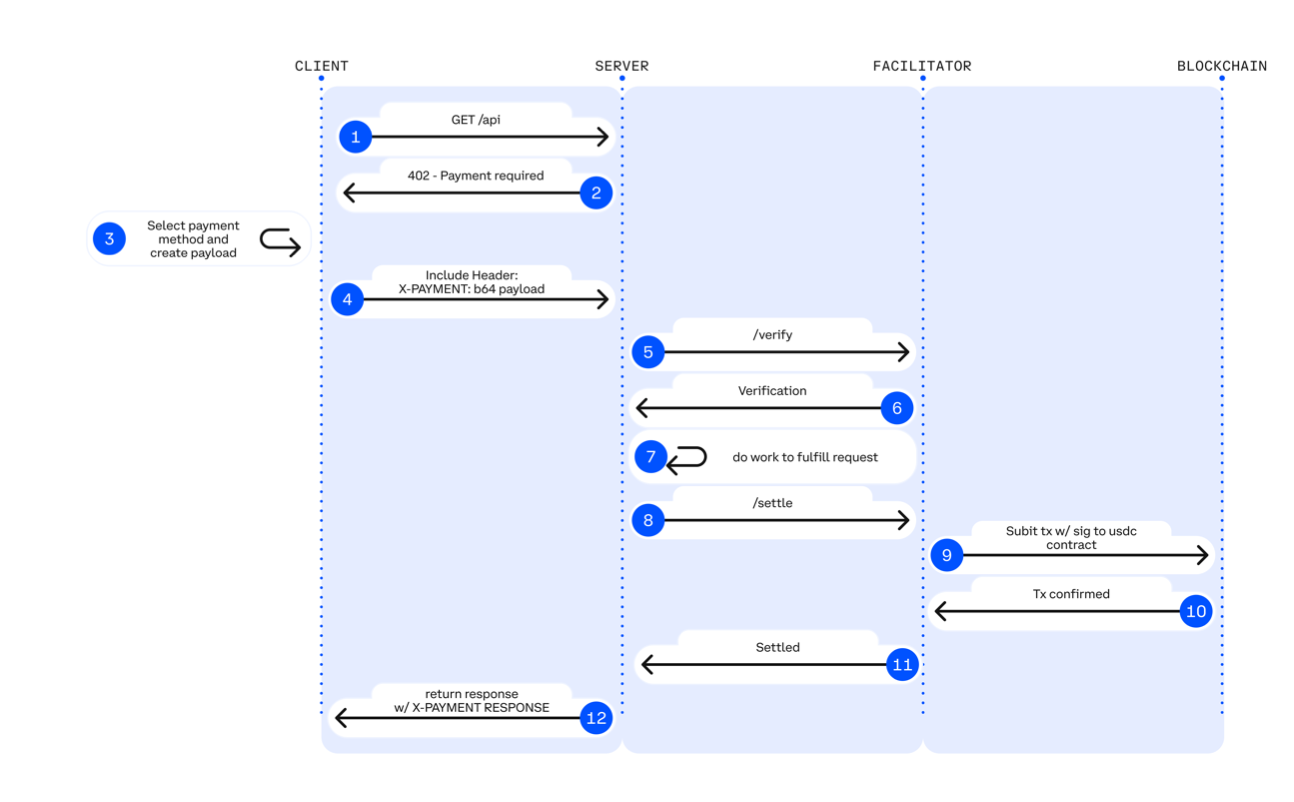 CLIENT
SERVER
FACILITATOR
BLOCKCHAIN
GET /api
1
402 - Payment required
2
3
Select payment
method and
create payload
Include Header:
X-PAYMENT: b64 payload
4
/verify
5
Verification
6
7
do work to fulfill request
/settle
8
Subit tx w/ sig to usdc
contract
9
Tx confirmed
10
Settled
11
return response
w/ X-PAYMENT RESPONSE
12